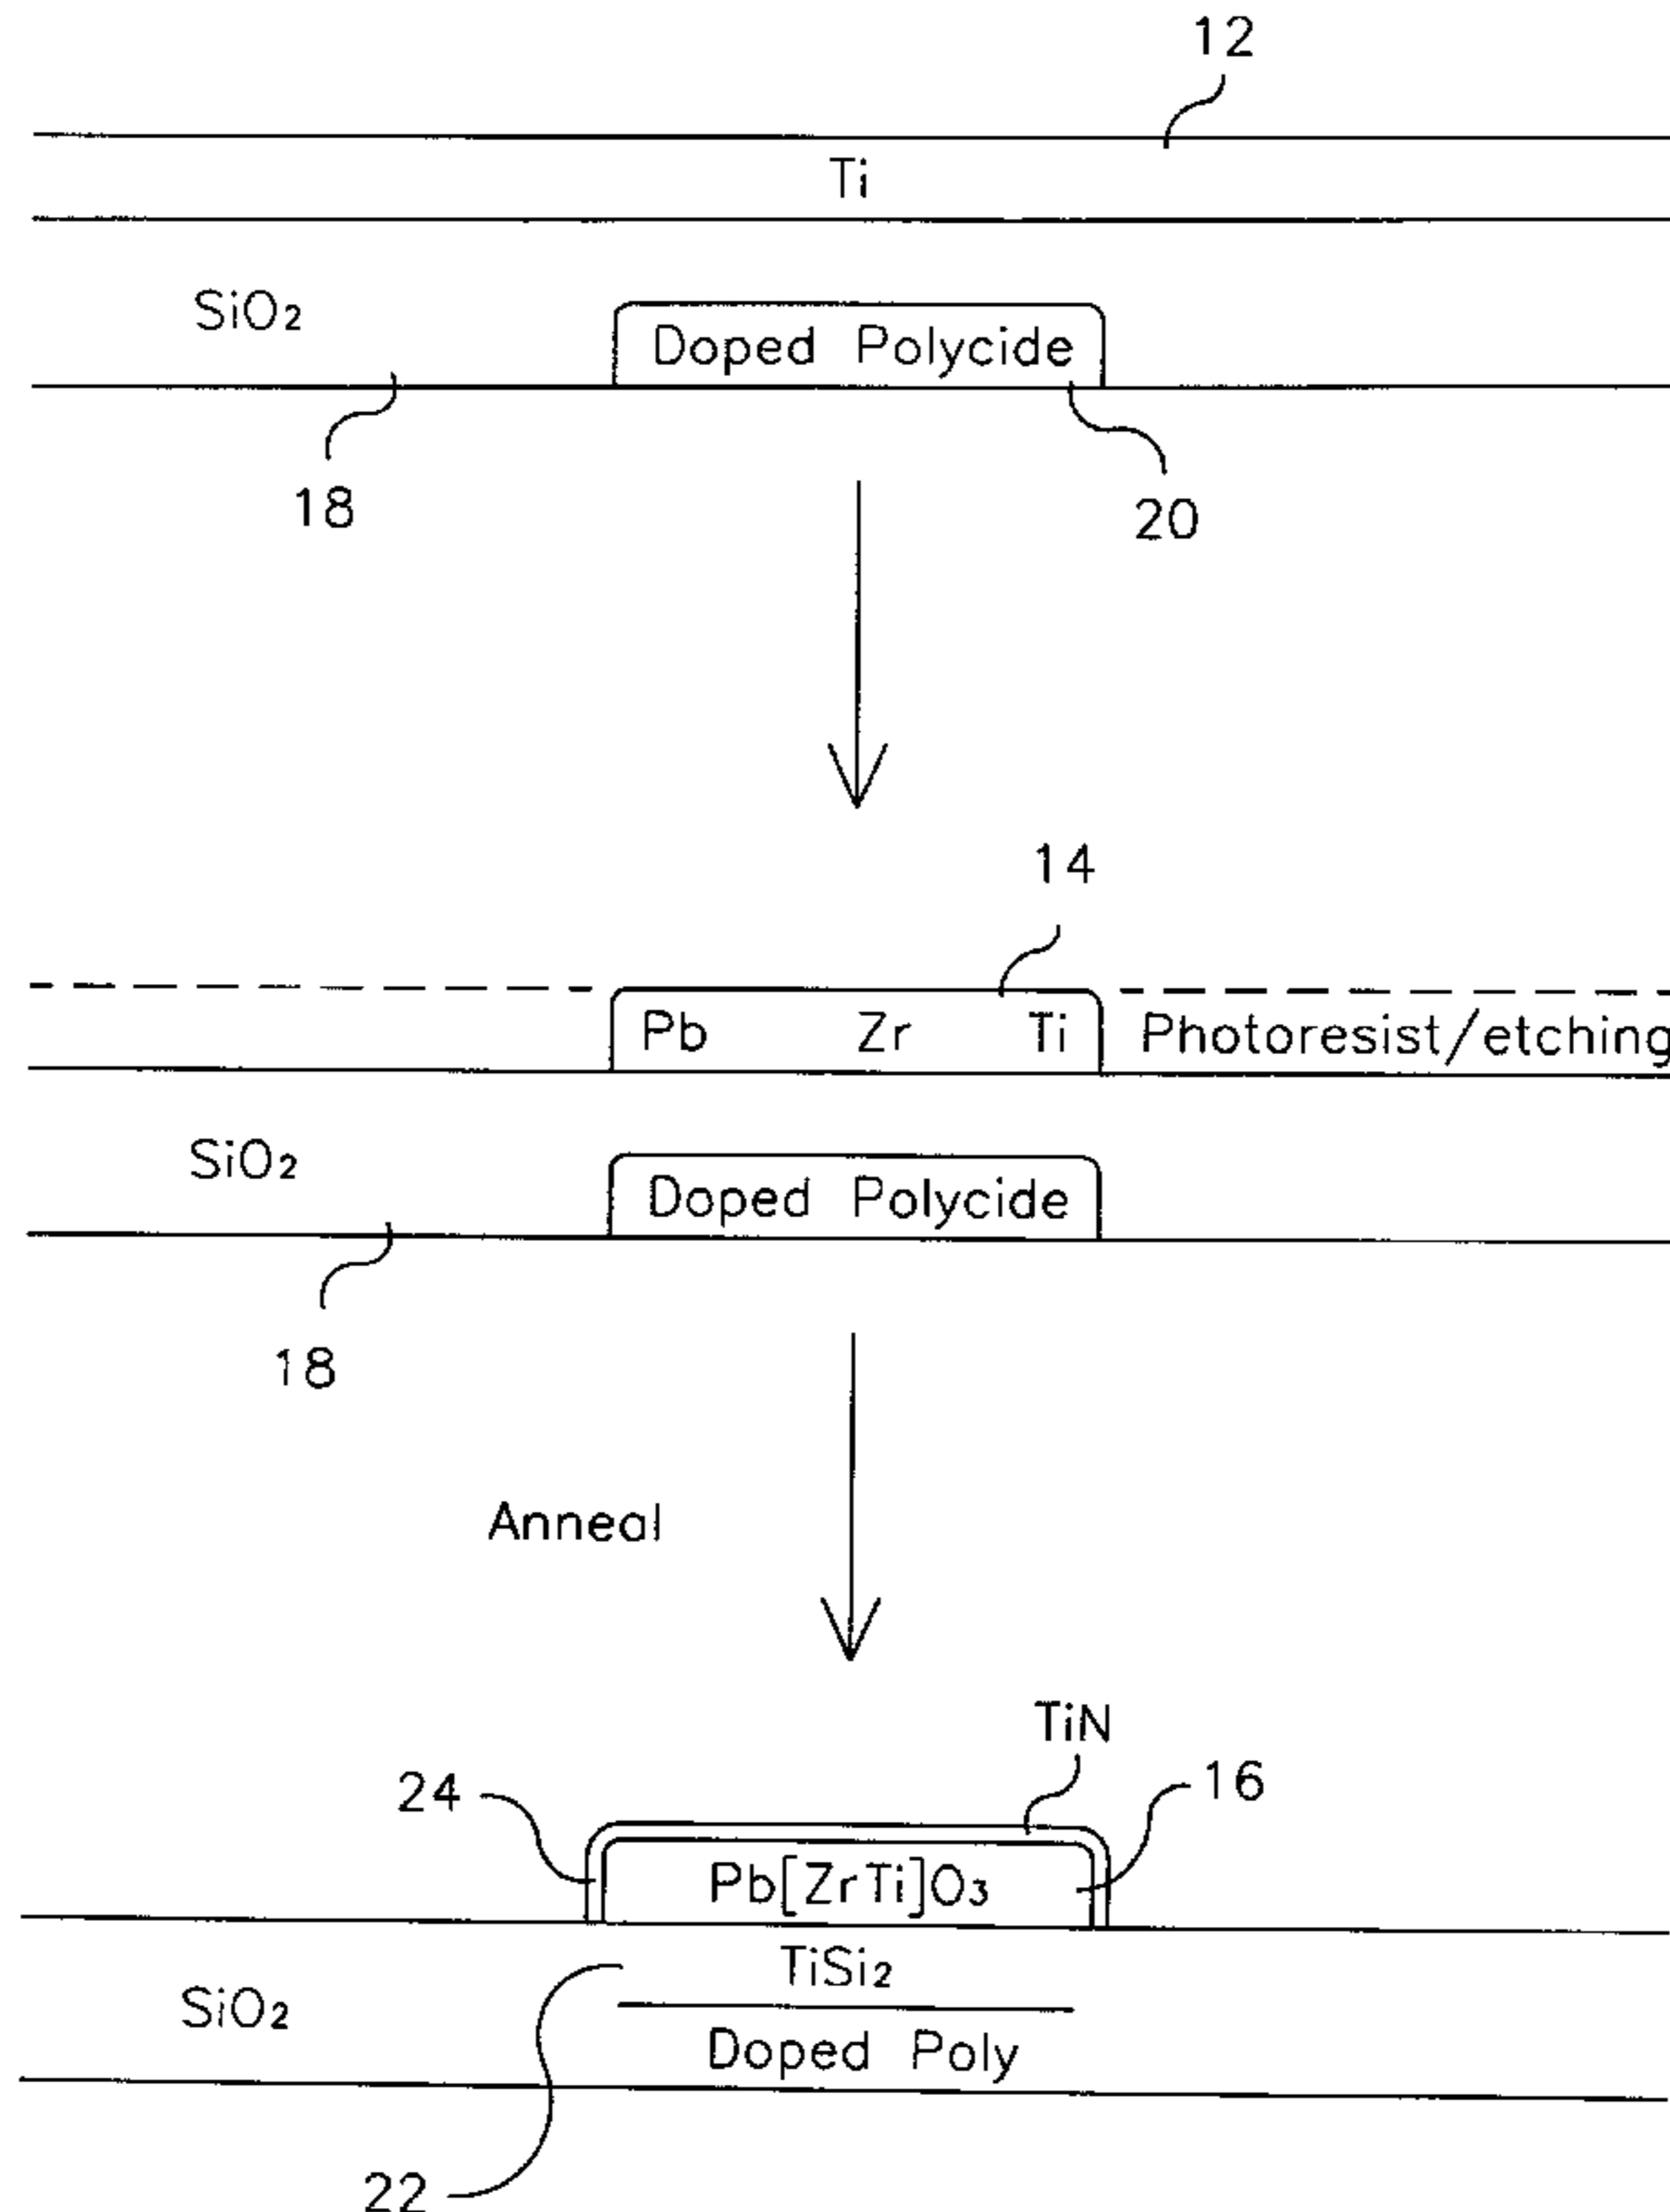 12
Ti
SiO₂
Doped Polycide
18
20
14
Pb Zr Ti Photoresist/etching
SiO₂
Doped Polycide
18
Anneal
TiN
24
16
Pb[ZrTi]O₃
TiSi₂
SiO₂
Doped Poly
22